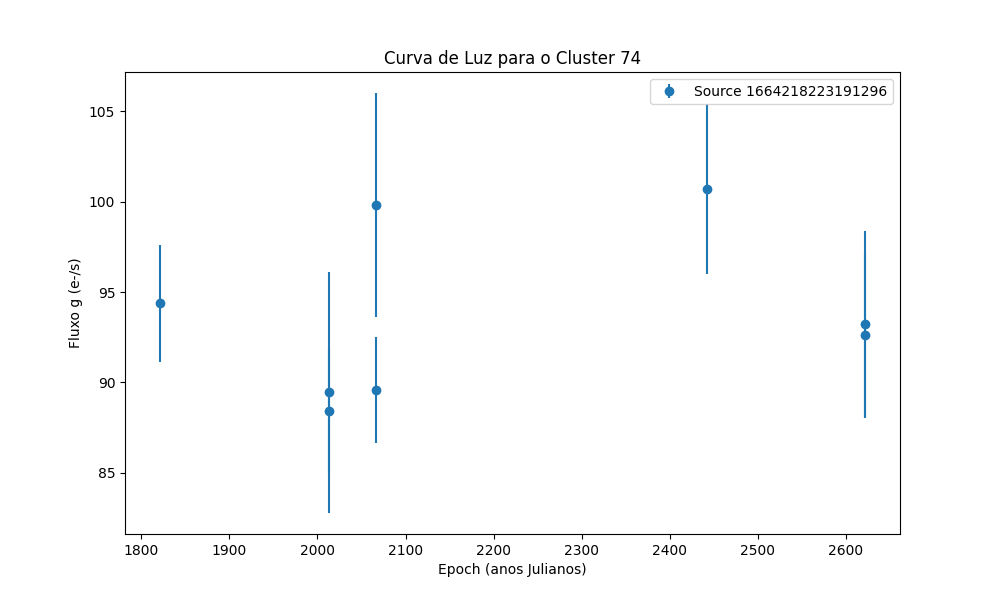 Curva de Luz para o Cluster 74
Source 1664218223191296
Fluxo g (e-/s)
105
100
95
90
85
1800 1900 2000 2100 2200 2300 2400 2500 2600
Epoch (anos Julianos)